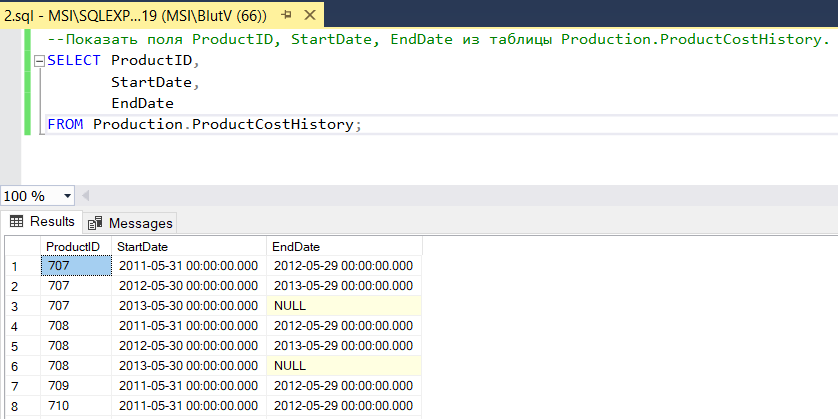 2.sql - MSI\SQLEXP...19 (MSI\BlutV (66))
--Показать поля ProductID, StartDate, EndDate из таблицы Production.ProductCostHistory.
SELECT ProductID,
StartDate,
EndDate
FROM Production.ProductCostHistory;
100 %
Results Messages
ProductID StartDate EndDate
1 707 2011-05-31 00:00:00.000 2012-05-29 00:00:00.000
2 707 2012-05-30 00:00:00.000 2013-05-29 00:00:00.000
3 707 2013-05-30 00:00:00.000 NULL
4 708 2011-05-31 00:00:00.000 2012-05-29 00:00:00.000
5 708 2012-05-30 00:00:00.000 2013-05-29 00:00:00.000
6 708 2013-05-30 00:00:00.000 NULL
7 709 2011-05-31 00:00:00.000 2012-05-29 00:00:00.000
8 710 2011-05-31 00:00:00.000 2012-05-29 00:00:00.000